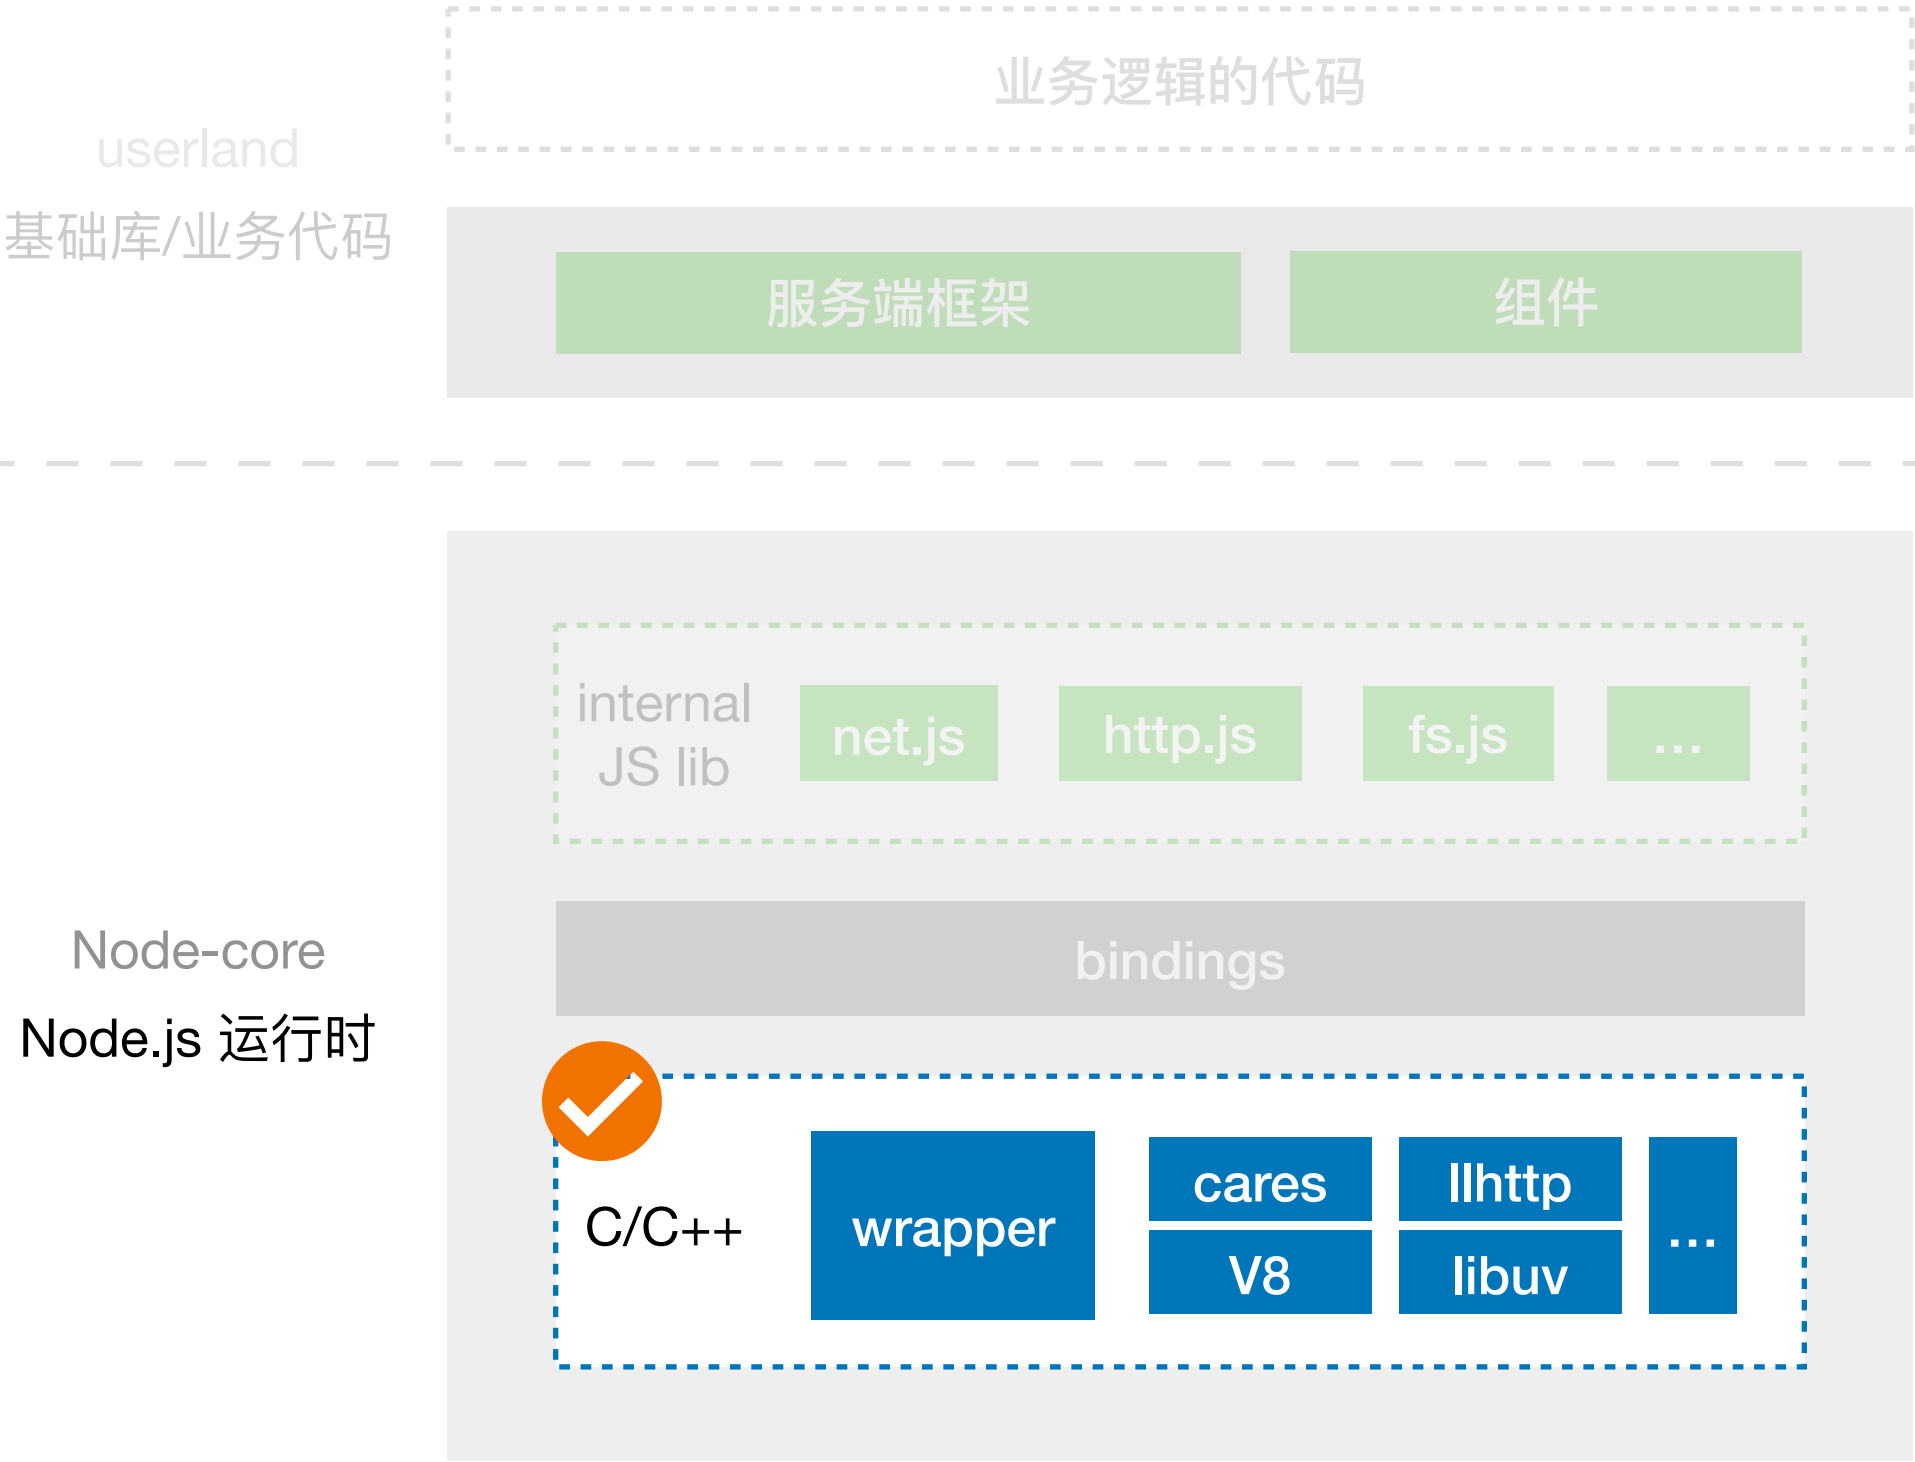 业务逻辑的代码
userland
基础库/业务代码
服务端框架
组件
internal
JS lib
net.js
http.js
fs.js
...
bindings
Node-core
Node.js 运行时
C/C++
wrapper
cares
llhttp
V8
libuv
...